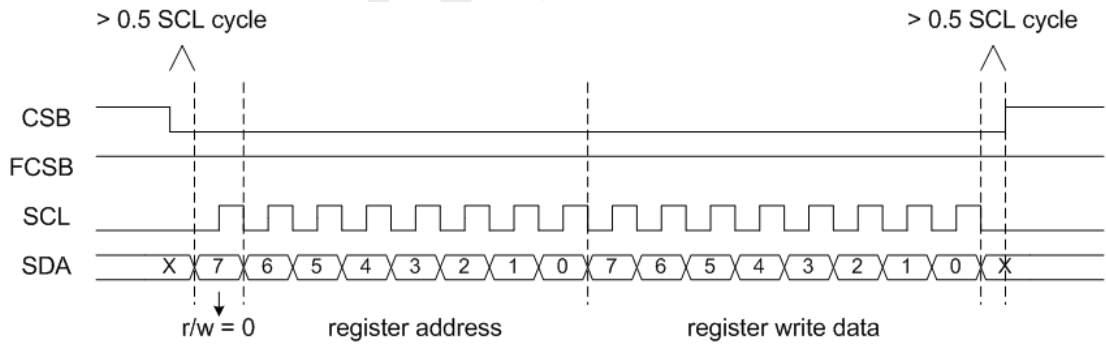 > 0.5 SCL cycle > 0.5 SCL cycle
CSB
FCSB
SCL
SDA X 7 6 5 4 3 2 1 0 7 6 5 4 3 2 1 0 X
r/w = 0 register address register write data